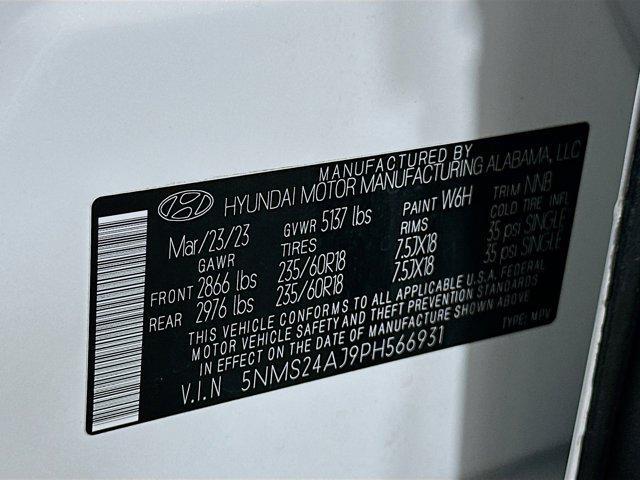 MANUFACTURED BY
HYUNDAI MOTOR MANUFACTURING ALABAMA, LLC
Mar/23/23 GVWR 5137 lbs PAINT W6H TRIM NNB
GAWR TIRES RIMS COLD TIRE INFL
FRONT 2866 lbs 235/60R18 7.5JX18 35 psi SINGLE
REAR 2976 lbs 235/60R18 7.5JX18 35 psi SINGLE
THIS VEHICLE CONFORMS TO ALL APPLICABLE U.S.A. FEDERAL
MOTOR VEHICLE SAFETY AND THEFT PREVENTION STANDARDS
IN EFFECT ON THE DATE OF MANUFACTURE SHOWN ABOVE
V.I.N 5NMS24AJ9PH566931 TYPE: MPV